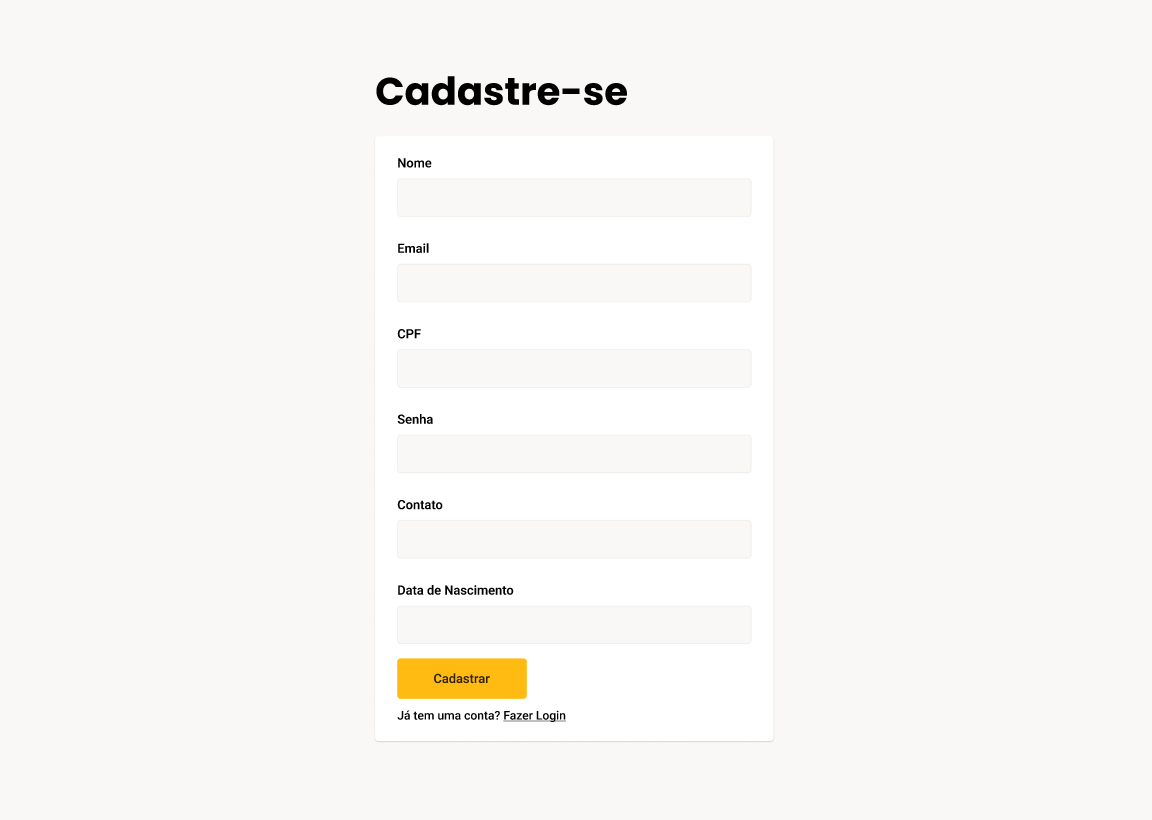 Cadastre-se
Nome
Email
CPF
Senha
Contato
Data de Nascimento
Cadastrar
Já tem uma conta? Fazer Login